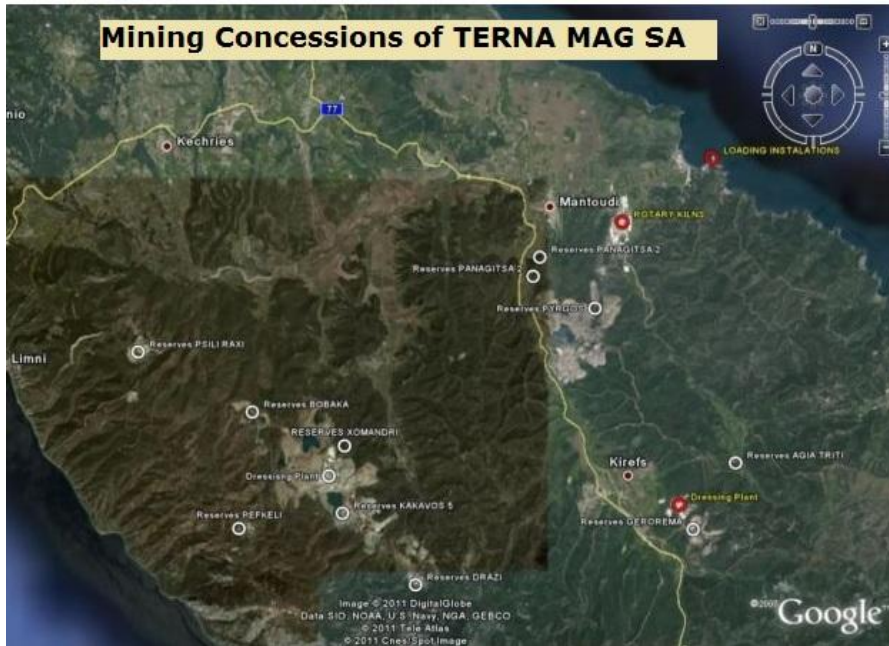 Mining Concessions of TERNA MAG SA
N
nio
77
Kechries
LOADING INSTALATIONS
Mantoudi
ROTARY KILNS
Reserves PANAGITSA 2
Reserves PANAGITSA 2
Reserves PYRGOS
Reserves PSILI RAXI
Limni
Reserves BOBAKA
RESERVES XOMANDRI
Kirefs
Reserves AGIA TRITI
Dressisng Plant
Dressing Plant
Reserves KAKAVOS 5
Reserves PEFKELI
Reserves GEROREMA
Reserves DRAZI
Image © 2011 DigitalGlobe
Data SIO, NOAA, U.S. Navy, NGA, GEBCO
© 2011 Tele Atlas
© 2011 Cnes/Spot Image
©2007 Google